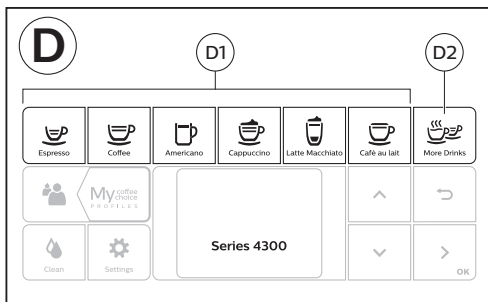 D
D1
D2
Espresso
Coffee
Americano
Cappuccino
Latte Macchiato
Cafè au lait
More Drinks
My coffee
choice
PROFILES
Series 4300
Clean
Settings
OK